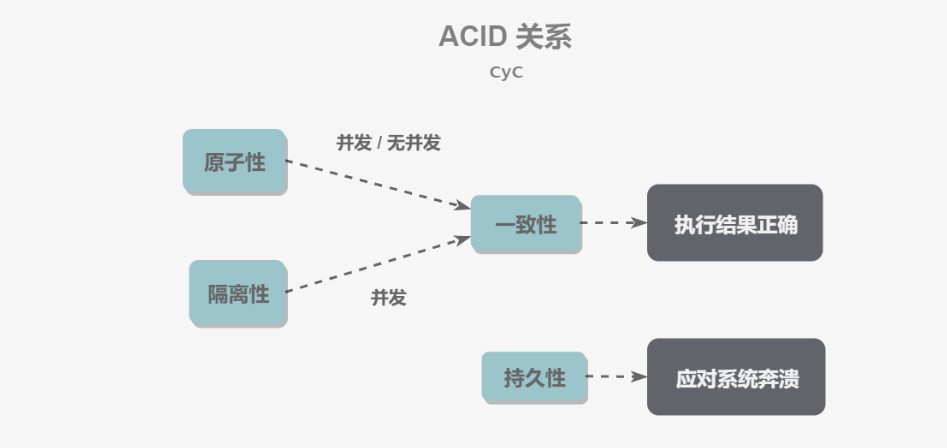 ACID 关系
CyC
并发 / 无并发
原子性
一致性
执行结果正确
隔离性
并发
持久性
应对系统奔溃